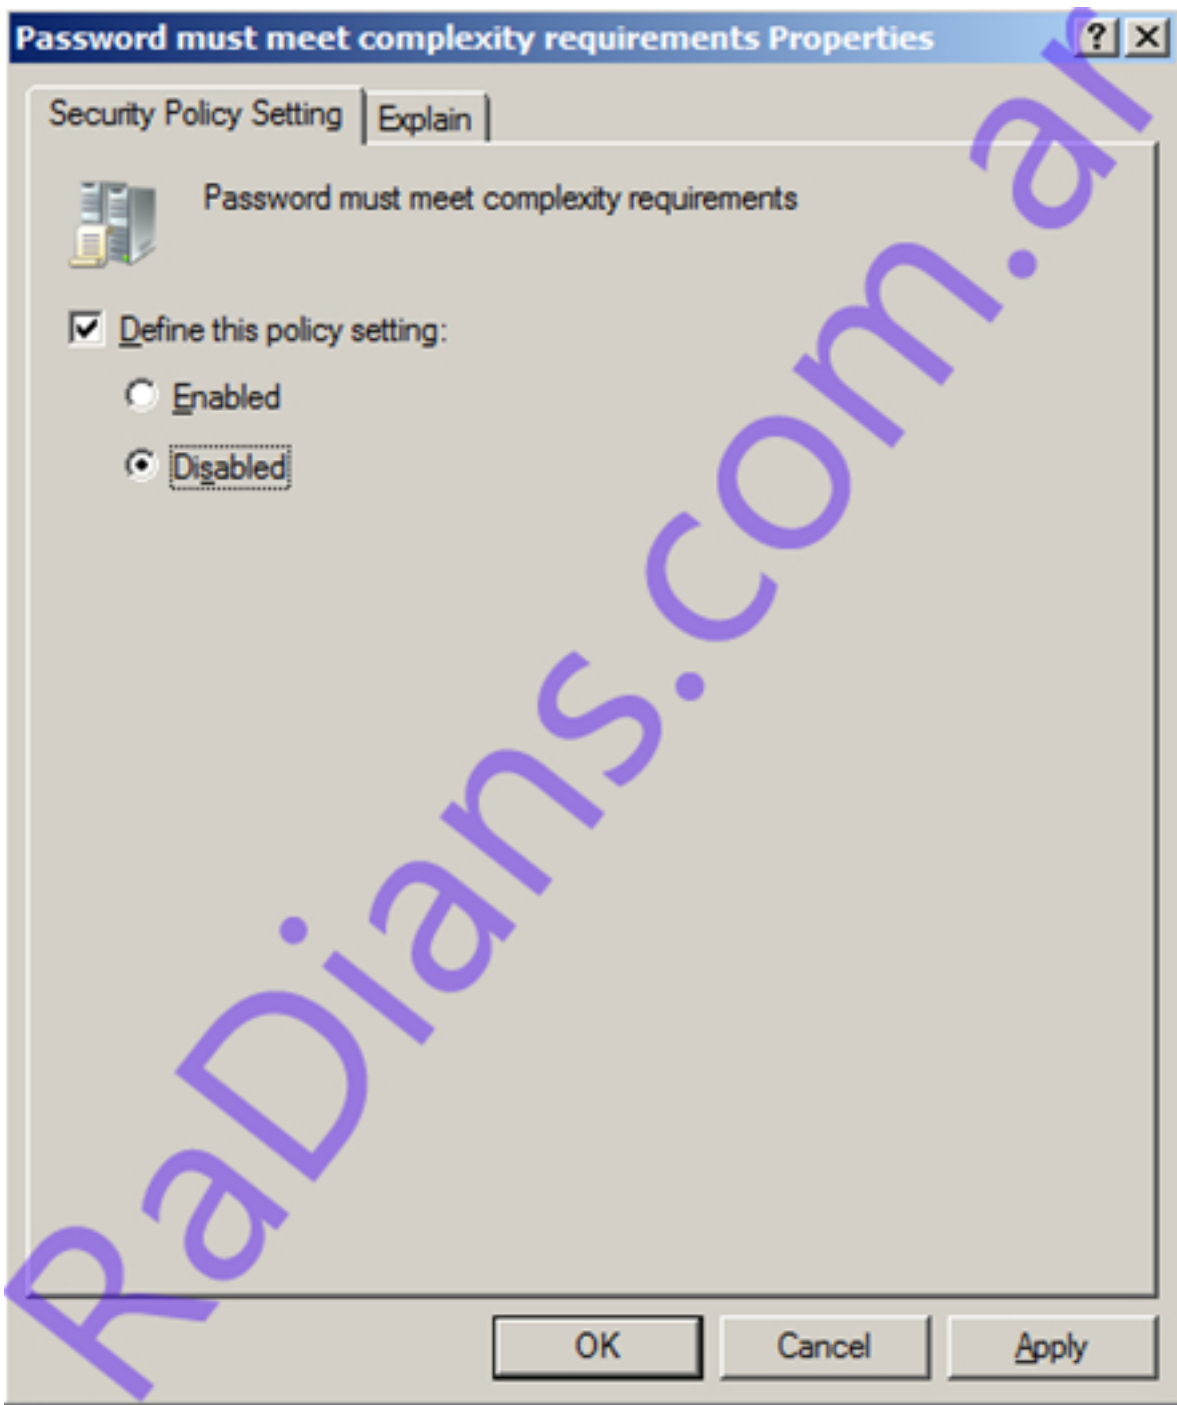 Password must meet complexity requirements Properties
Security Policy Setting
Explain
Password must meet complexity requirements
Define this policy setting:
Enabled
Disabled
OK
Cancel
Apply
RaDians.com.ar